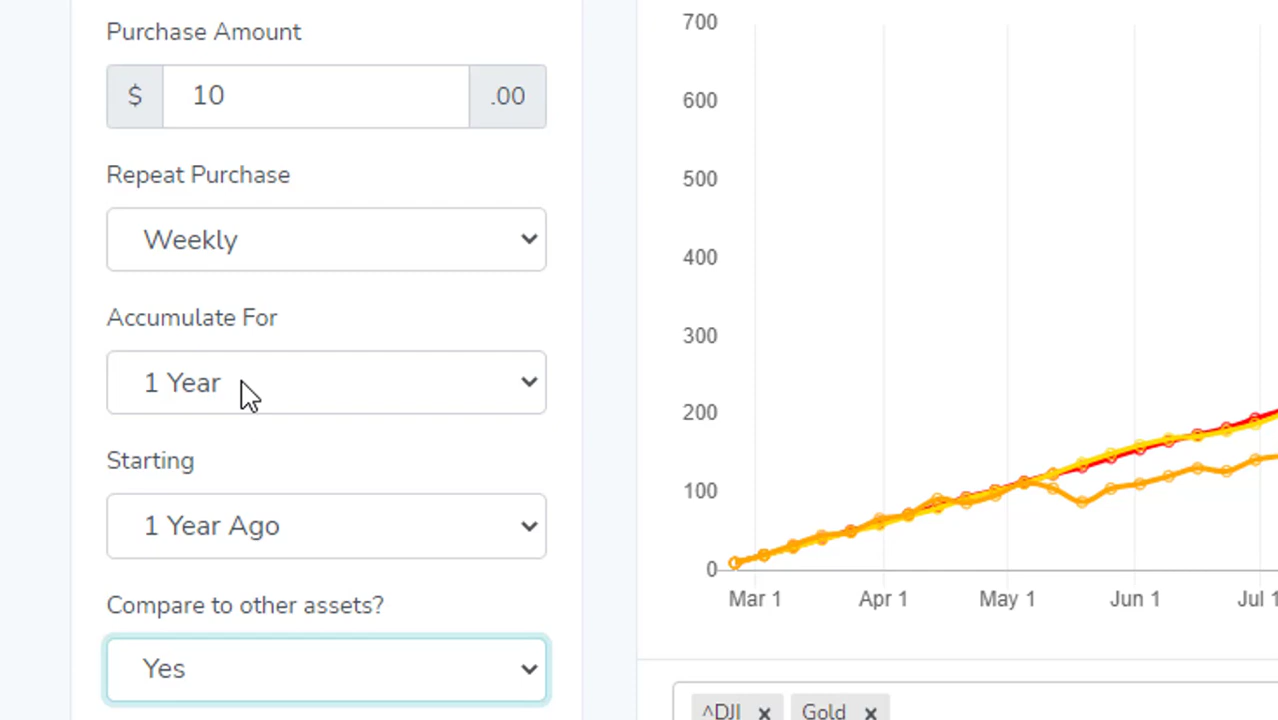 Purchase Amount
$ 10 .00
Repeat Purchase
Weekly
Accumulate For
1 Year
Starting
1 Year Ago
Compare to other assets?
Yes
700
600
500
400
300
200
100
0
Mar 1 Apr 1 May 1 Jun 1 Jul 1
^DJI x Gold x